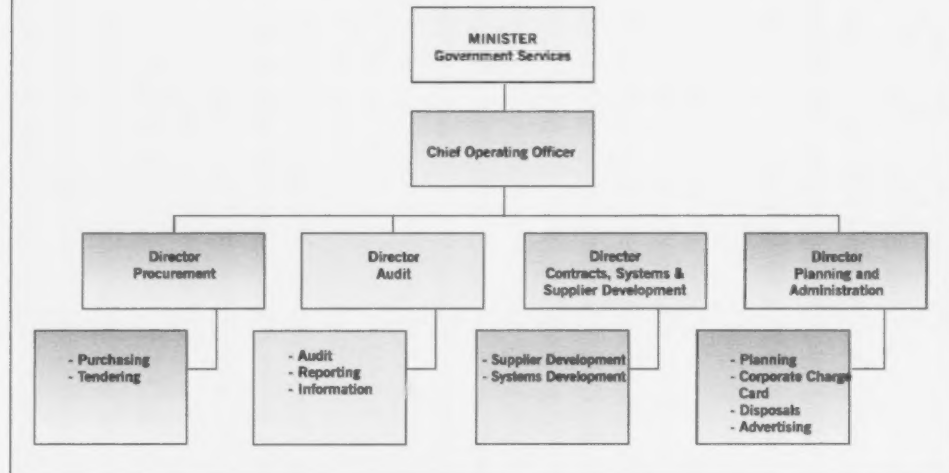 MINISTER
Government Services
Chief Operating Officer
Director
Procurement
Director
Audit
Director
Contracts, Systems &
Supplier Development
Director
Planning and
Administration
- Purchasing
- Tendering
- Audit
- Reporting
- Information
- Supplier Development
- Systems Development
- Planning
- Corporate Charge
Card
- Disposals
- Advertising